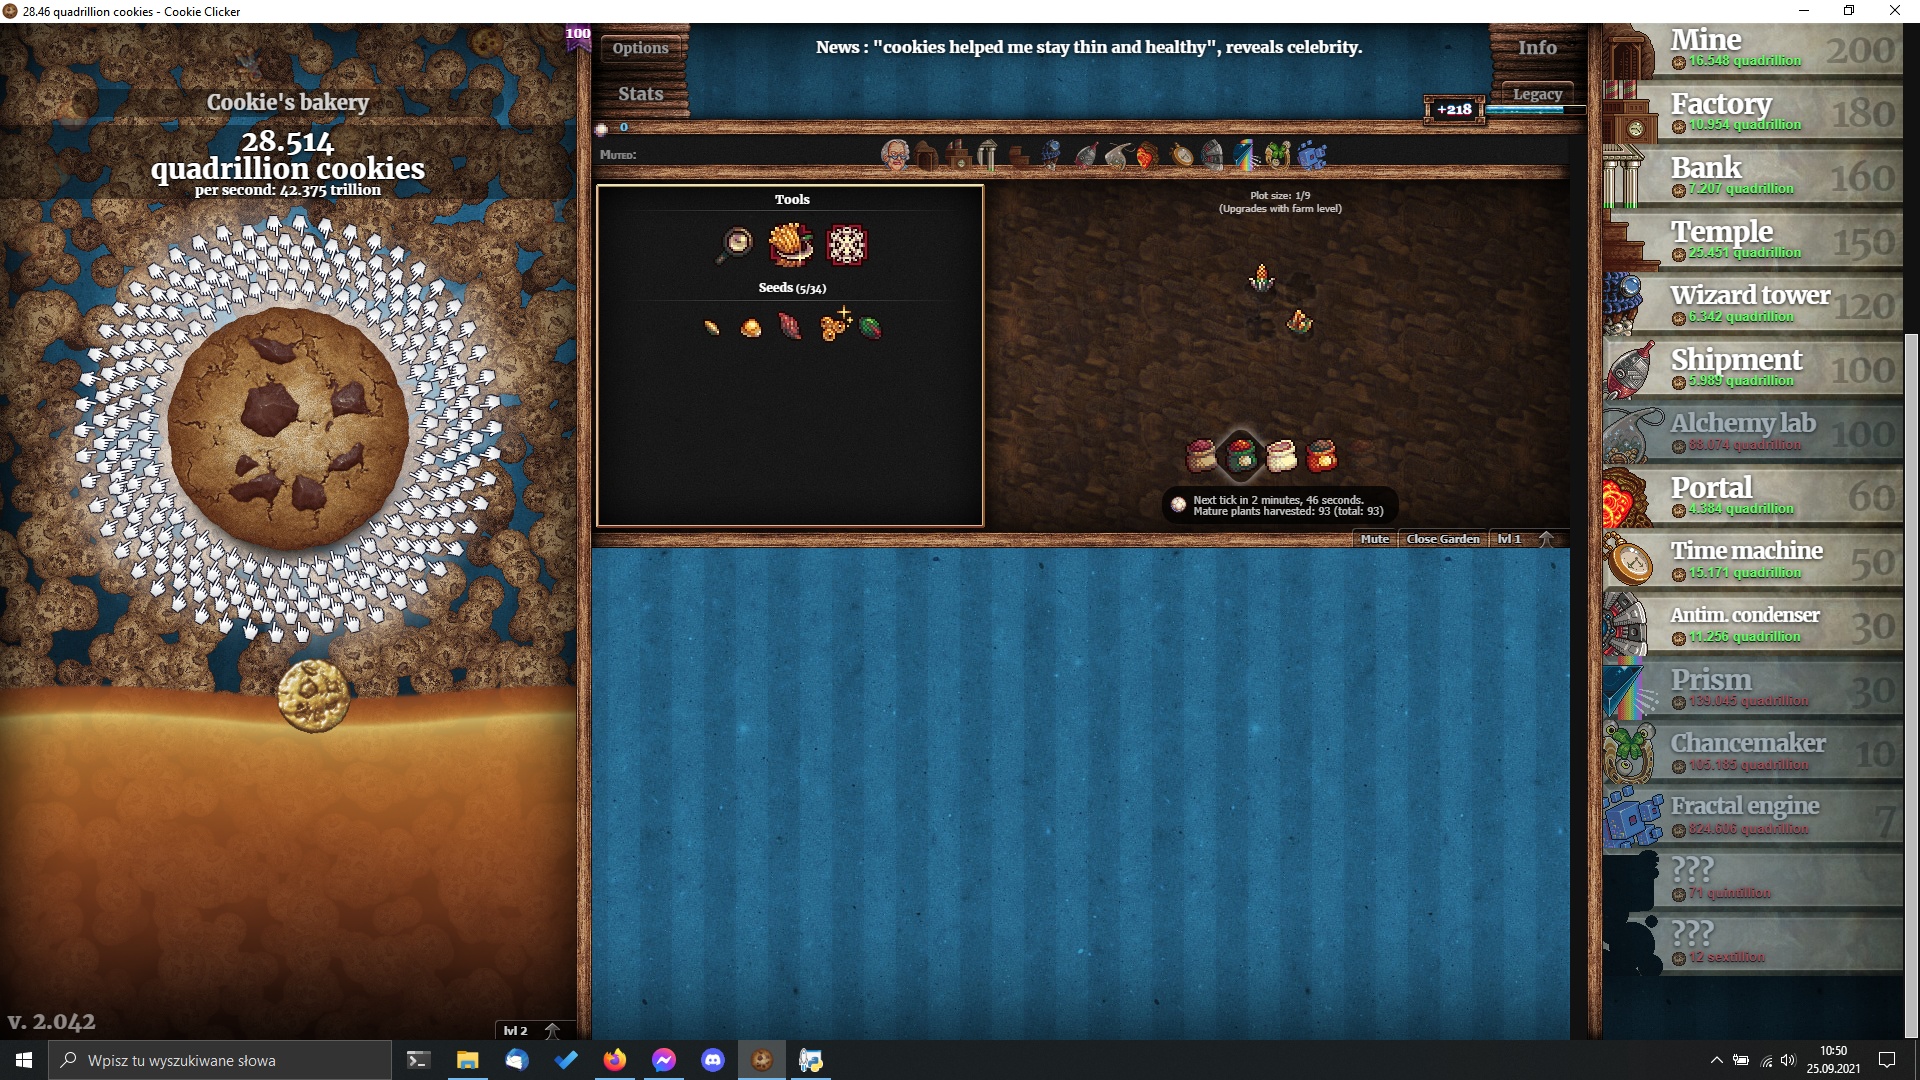 28.46 quadrillion cookies - Cookie Clicker
Cookie's bakery
28.514
quadrillion cookies
per second: 42.375 trillion
v. 2.042
lvl 2
100
Options
Stats
News : "cookies helped me stay thin and healthy", reveals celebrity.
Info
Legacy
+218
0
Muted:
Tools
Seeds (5/34)
Plot size: 1/9
(Upgrades with farm level)
Next tick in 2 minutes, 46 seconds.
Mature plants harvested: 93 (total: 93)
Mute
Close Garden
lvl 1
Mine
16.548 quadrillion
200
Factory
10.954 quadrillion
180
Bank
7.207 quadrillion
160
Temple
25.451 quadrillion
150
Wizard tower
6.342 quadrillion
120
Shipment
5.989 quadrillion
100
Alchemy lab
88.074 quadrillion
100
Portal
4.384 quadrillion
60
Time machine
15.171 quadrillion
50
Antim. condenser
11.256 quadrillion
30
Prism
139.045 quadrillion
30
Chancemaker
105.185 quadrillion
10
Fractal engine
824.606 quadrillion
7
???
71 quintillion
???
12 sextillion
Wpisz tu wyszukiwane słowa
10:50
25.09.2021